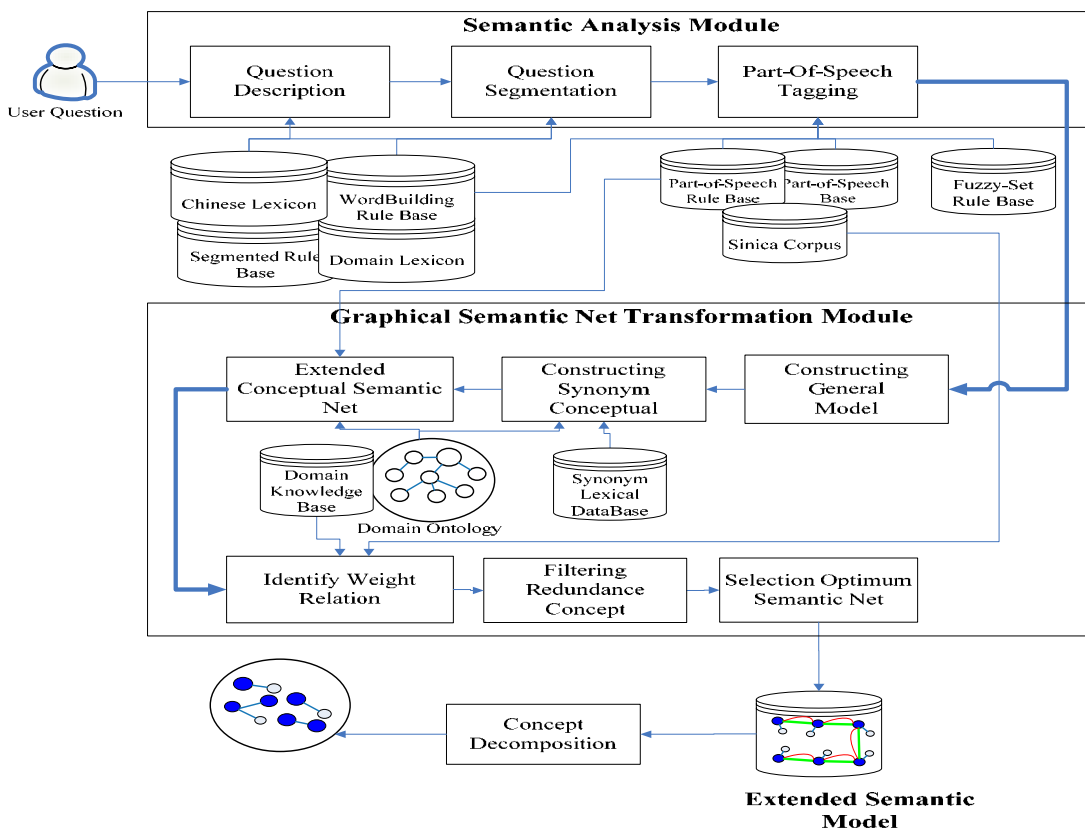 Semantic Analysis Module
User Question
Question
Description
Question
Segmentation
Part-Of-Speech
Tagging
Chinese Lexicon
Segmented Rule
Base
WordBuilding
Rule Base
Domain Lexicon
Part-of-Speech
Rule Base
Part-of-Speech
Base
Sinica Corpus
Fuzzy-Set
Rule Base
Graphical Semantic Net Transformation Module
Extended
Conceptual Semantic
Net
Constructing
Synonym
Conceptual
Constructing
General
Model
Domain
Knowledge
Base
Domain Ontology
Synonym
Lexical
DataBase
Identify Weight
Relation
Filtering
Redundance
Concept
Selection Optimum
Semantic Net
Concept
Decomposition
Extended Semantic
Model